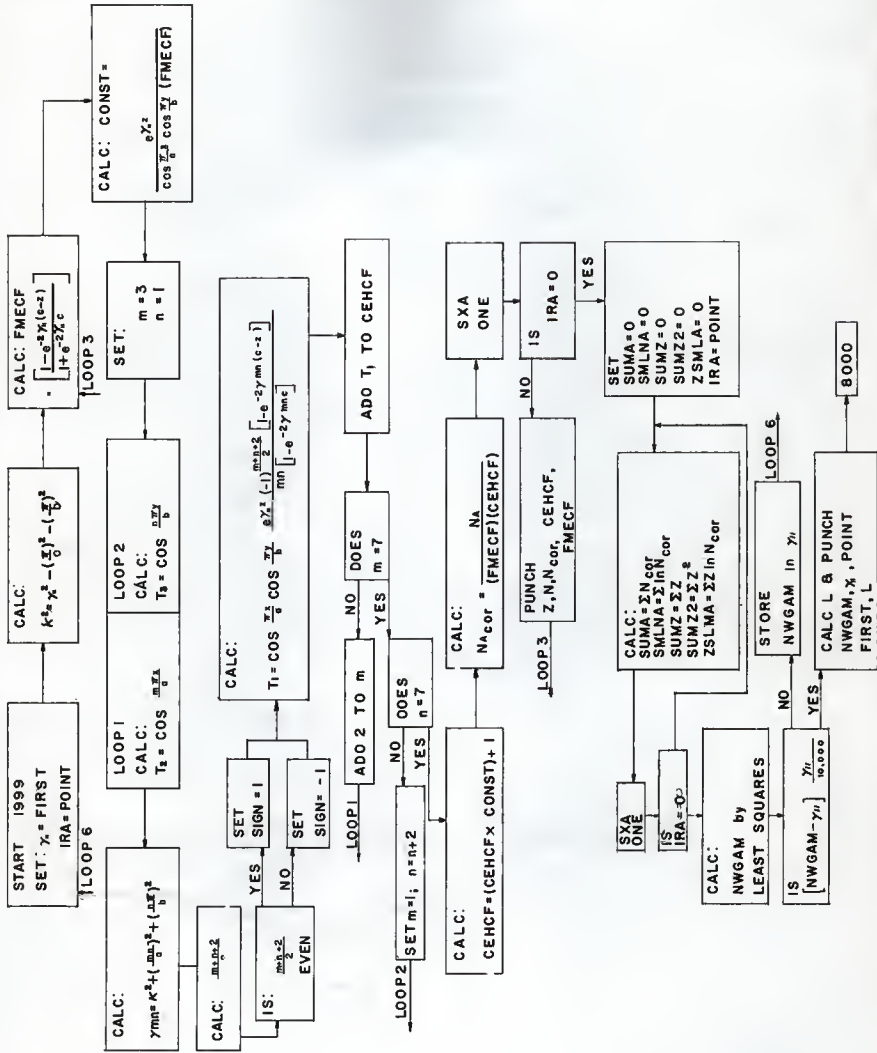 START 1999
SET: γ₁₁ = FIRST
IRA = POINT
LOOP 6
CALC:
K² = γ₁₁² − (π/a)² − (π/b)²
CALC: FMECF
= [1−e^−2γ₁₁(c−z) / 1+e^−2γ₁₁c]
LOOP 3
CALC: CONST =
eγ₁₁² / cos πx/a cos πy/b (FMECF)
SET:
m = 3
n = 1
LOOP 2
CALC:
T₃ = COS nπy/b
LOOP 1
CALC:
T₂ = COS mπx/a
CALC:
γmn = K² + (mπ/a)² + (nπ/b)²
CALC: m+n+2/2
IS: m+n+2/2
EVEN
YES
SET
SIGN = 1
NO
SET
SIGN = −1
CALC:
T₁ = COS πx/a COS πy/b eγ₁₁² (−1)^m+n+2/2 [1−e^−2γmn(c−z)] / mn [1−e^−2γmnc]
ADD T₁ TO CEHCF
DOES
m = 7
NO
ADD 2 TO m
LOOP 1
YES
DOES
n = 7
NO
SET m = 1; n = n+2
LOOP 2
YES
CALC:
CEHCF = (CEHCF × CONST) + 1
CALC:
NAcor = NA / (FMECF)(CEHCF)
SXA
ONE
IS
IRA = 0
NO
PUNCH
Z, N, Ncor, CEHCF,
FMECF
LOOP 3
YES
SET
SUMA = 0
SMLNA = 0
SUMZ = 0
SUMZ2 = 0
ZSMLA = 0
IRA = POINT
CALC:
SUMA = ΣNcor
SMLNA = ΣlnNcor
SUMZ = ΣZ
SUMZ2 = ΣZ²
ZSLMA = ΣZ ln Ncor
SXA
ONE
IS
IRA = 0
CALC:
NWGAM by
LEAST SQUARES
IS
[NWGAM − γ₁₁] γ₁₁/10,000
NO
STORE
NWGAM in γ₁₁
LOOP 6
YES
CALC L & PUNCH
NWGAM, γ₁, POINT
FIRST, L
8000